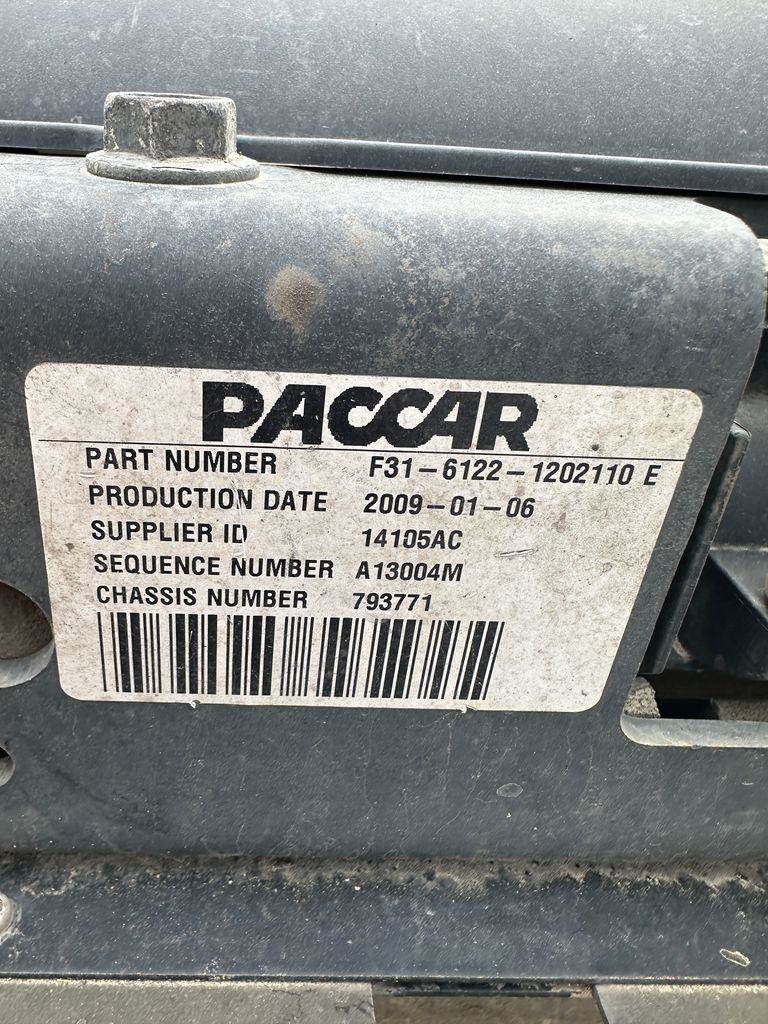 PACCAR
PART NUMBER F31-6122-1202110 E
PRODUCTION DATE 2009-01-06
SUPPLIER ID 14105AC
SEQUENCE NUMBER A13004M
CHASSIS NUMBER 793771